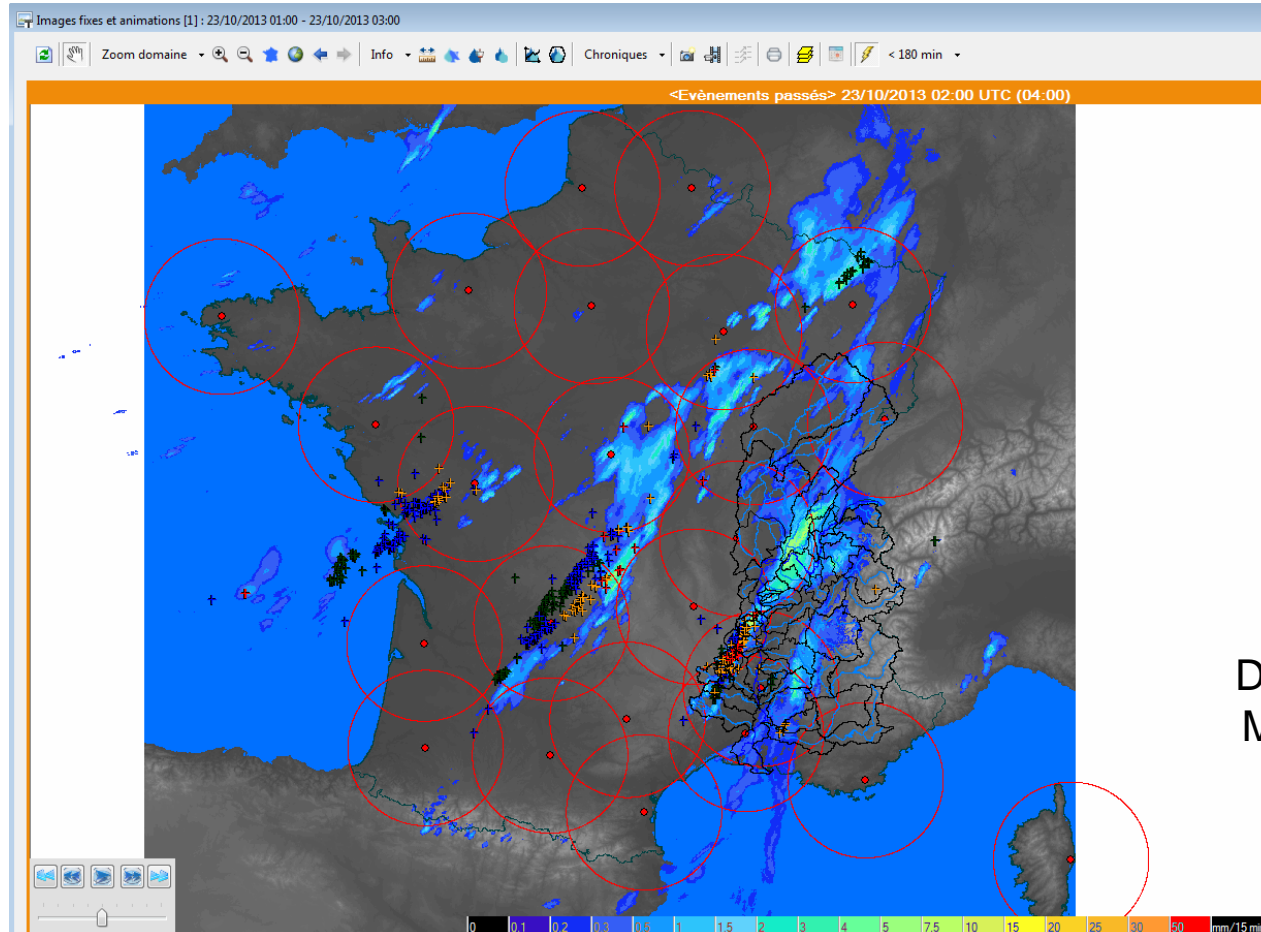 Images fixes et animations [1] : 23/10/2013 01:00 - 23/10/2013 03:00
Zoom domaine Info Chroniques < 180 min
<Evènements passés> 23/10/2013 02:00 UTC (04:00)
D
M
0 0.1 0.2 0.3 0.6 1 1.5 2 3 4 5 7.5 10 15 20 25 30 50 mm/15 mi